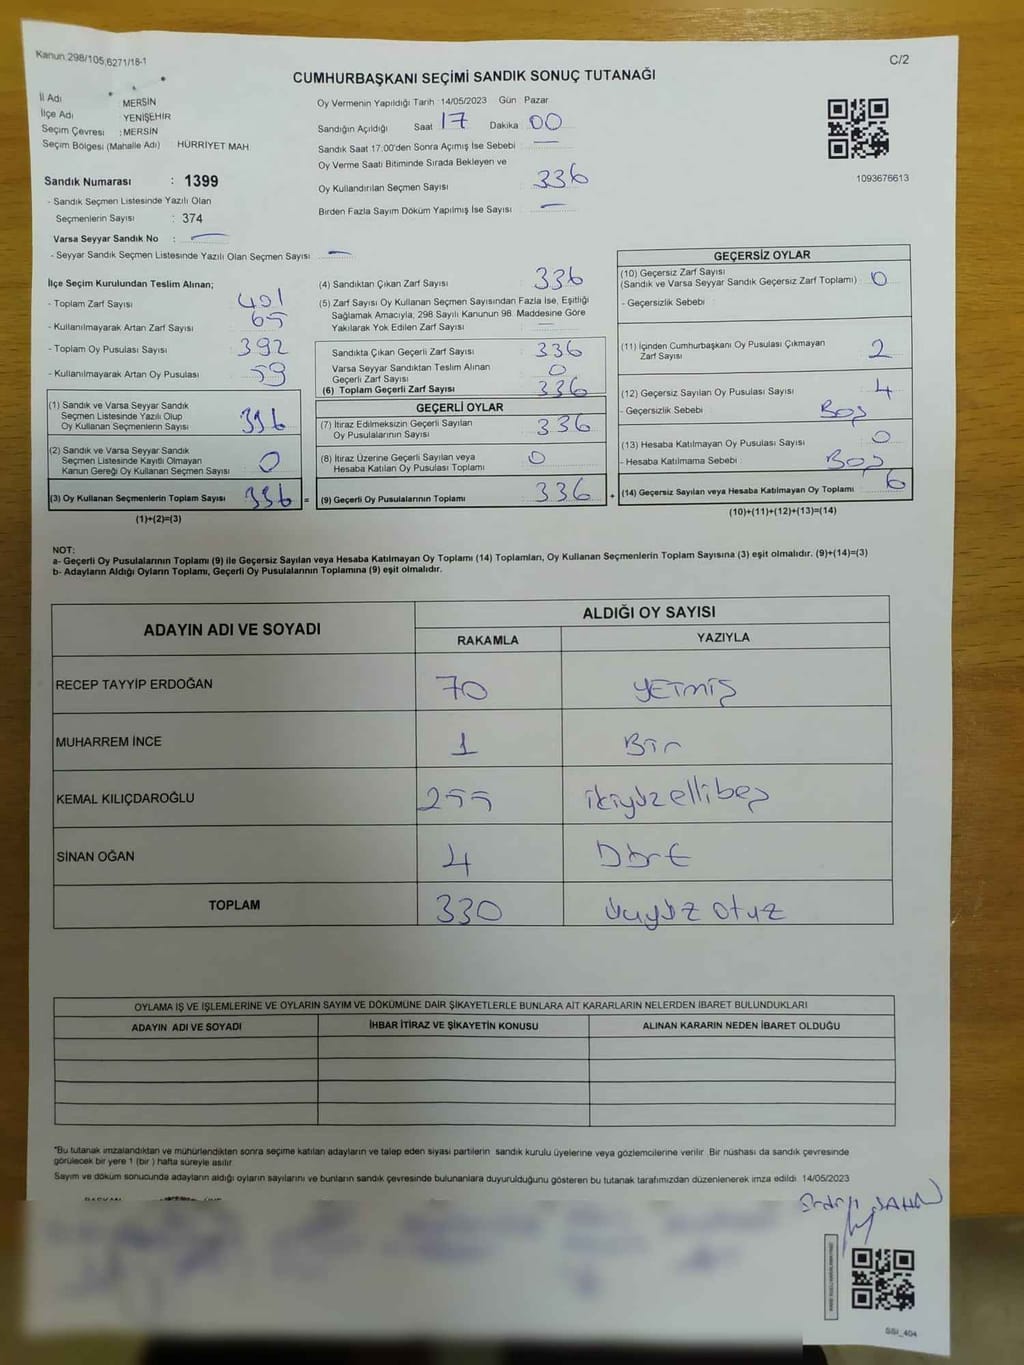 Kanun.298/105,6271/18-1
C/2
CUMHURBAŞKANI SEÇİMİ SANDIK SONUÇ TUTANAĞI
İl Adı MERSİN
İlçe Adı YENİŞEHİR
Seçim Çevresi : MERSİN
Seçim Bölgesi (Mahalle Adı) HÜRRİYET MAH
Oy Vermenin Yapıldığı Tarih 14/05/2023 Gün Pazar
Sandığın Açıldığı Saat 17 Dakika 00
Sandık Saat 17.00'den Sonra Açımış İse Sebebi —
Oy Verme Saati Bitiminde Sırada Bekleyen ve
Oy Kullandırılan Seçmen Sayısı 336
Birden Fazla Sayım Döküm Yapılmış İse Sayısı —
1093676613
Sandık Numarası : 1399
- Sandık Seçmen Listesinde Yazılı Olan
Seçmenlerin Sayısı : 374
Varsa Seyyar Sandık No : —
- Seyyar Sandık Seçmen Listesinde Yazılı Olan Seçmen Sayısı —
İlçe Seçim Kurulundan Teslim Alınan;
- Toplam Zarf Sayısı 401
- Kullanılmayarak Artan Zarf Sayısı 65
- Toplam Oy Pusulası Sayısı 392
- Kullanılmayarak Artan Oy Pusulası 59
(1) Sandık ve Varsa Seyyar Sandık
Seçmen Listesinde Yazılı Olup
Oy Kullanan Seçmenlerin Sayısı 336
(2) Sandık ve Varsa Seyyar Sandık
Seçmen Listesinde Kayıtlı Olmayan
Kanun Gereği Oy Kullanan Seçmen Sayısı 0
(3) Oy Kullanan Seçmenlerin Toplam Sayısı 336 =
(1)+(2)=(3)
(4) Sandıktan Çıkan Zarf Sayısı 336
(5) Zarf Sayısı Oy Kullanan Seçmen Sayısından Fazla İse, Eşitliği
Sağlamak Amacıyla; 298 Sayılı Kanunun 98. Maddesine Göre
Yakılarak Yok Edilen Zarf Sayısı —
Sandıkta Çıkan Geçerli Zarf Sayısı 336
Varsa Seyyar Sandıktan Teslim Alınan
Geçerli Zarf Sayısı 0
(6) Toplam Geçerli Zarf Sayısı 336
GEÇERLİ OYLAR
(7) İtiraz Edilmeksizin Geçerli Sayılan
Oy Pusulalarının Sayısı 336
(8) İtiraz Üzerine Geçerli Sayılan veya
Hesaba Katılan Oy Pusulası Toplamı 0
(9) Geçerli Oy Pusulalarının Toplamı 336 +
GEÇERSİZ OYLAR
(10) Geçersiz Zarf Sayısı
(Sandık ve Varsa Seyyar Sandık Geçersiz Zarf Toplamı) 0
- Geçersizlik Sebebi
(11) İçinden Cumhurbaşkanı Oy Pusulası Çıkmayan
Zarf Sayısı 2
(12) Geçersiz Sayılan Oy Pusulası Sayısı 4
- Geçersizlik Sebebi Boş
(13) Hesaba Katılmayan Oy Pusulası Sayısı 0
- Hesaba Katılmama Sebebi Boş
(14) Geçersiz Sayılan veya Hesaba Katılmayan Oy Toplamı 6
(10)+(11)+(12)+(13)=(14)
NOT:
a- Geçerli Oy Pusulalarının Toplamı (9) ile Geçersiz Sayılan veya Hesaba Katılmayan Oy Toplamı (14) Toplamları, Oy Kullanan Seçmenlerin Toplam Sayısına (3) eşit olmalıdır. (9)+(14)=(3)
b- Adayların Aldığı Oyların Toplamı, Geçerli Oy Pusulalarının Toplamına (9) eşit olmalıdır.
ADAYIN ADI VE SOYADI ALDIĞI OY SAYISI
RAKAMLA YAZIYLA
RECEP TAYYİP ERDOĞAN 70 YETMİŞ
MUHARREM İNCE 1 Bir
KEMAL KILIÇDAROĞLU 255 ikiyüzellibeş
SİNAN OĞAN 4 Dört
TOPLAM 330 üçyüz otuz
OYLAMA İŞ VE İŞLEMLERİNE VE OYLARIN SAYIM VE DÖKÜMÜNE DAİR ŞİKAYETLERLE BUNLARA AİT KARARLARIN NELERDEN İBARET BULUNDUKLARI
ADAYIN ADI VE SOYADI İHBAR İTİRAZ VE ŞİKAYETİN KONUSU ALINAN KARARIN NEDEN İBARET OLDUĞU
*Bu tutanak imzalandıktan ve mühürlendikten sonra seçime katılan adayların ve talep eden siyasi partilerin sandık kurulu üyelerine veya gözlemcilerine verilir. Bir nüshası da sandık çevresinde
görülecek bir yere 1 (bir) hafta süreyle asılır.
Sayım ve döküm sonucunda adayların aldığı oyların sayılarını ve bunların sandık çevresinde bulunanlara duyurulduğunu gösteren bu tutanak tarafımızdan düzenlenerek imza edildi 14/05/2023
SSI_404